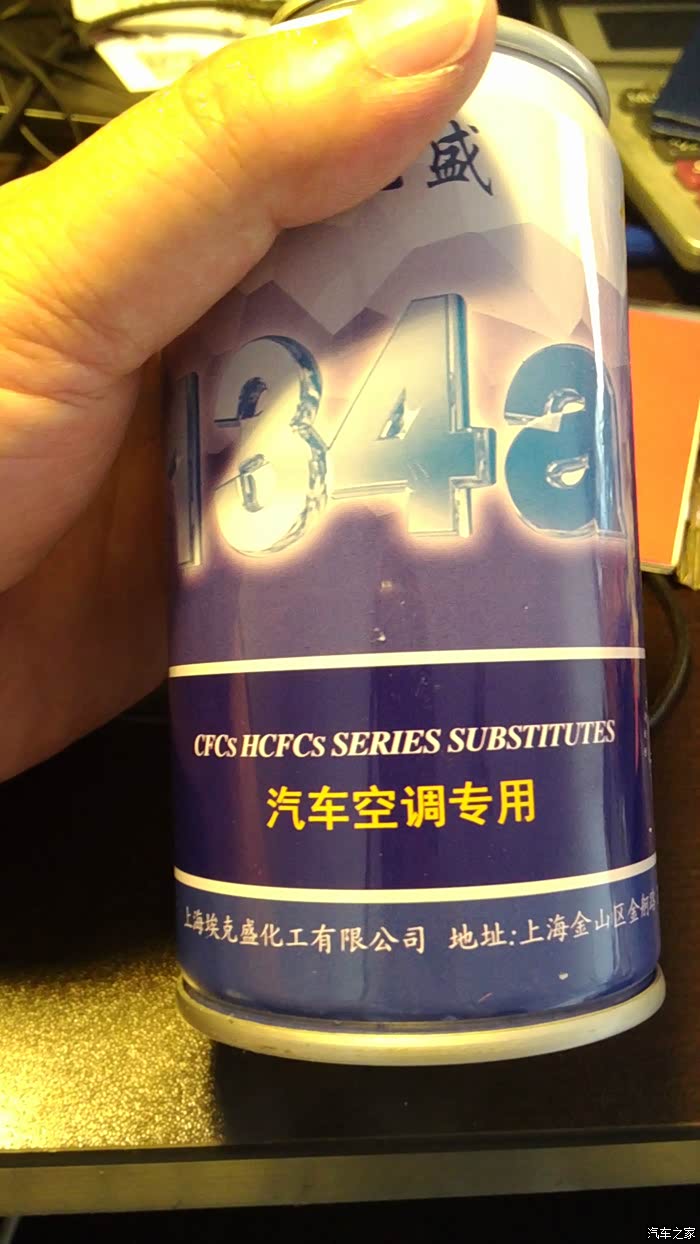 盛
134a
CFCs HCFCs SERIES SUBSTITUTES
汽车空调专用
上海埃克盛化工有限公司 地址:上海金山区金
汽车之家